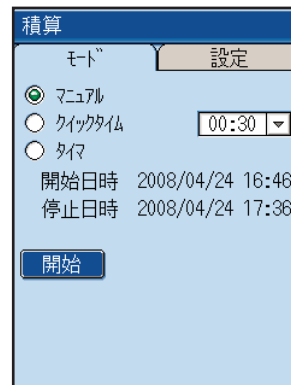 積算
ﾓｰﾄﾞ 設定
ﾏﾆｭｱﾙ
ｸｲｯｸﾀｲﾑ 00:30
ﾀｲﾏ
開始日時 2008/04/24 16:46
停止日時 2008/04/24 17:36
開始